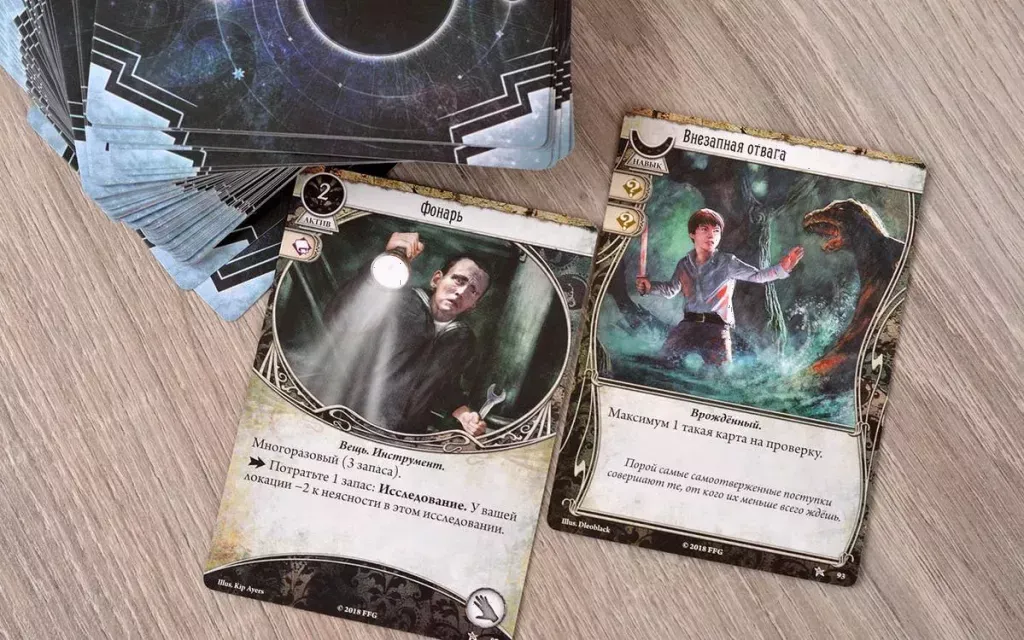 2
АКТИВ
Фонарь
Вещь. Инструмент.
Многоразовый (3 запаса).
Потратьте 1 запас: Исследование. У вашей
локации −2 к неясности в этом исследовании.
Illus. Kip Ayers
© 2018 FFG
НАВЫК
Внезапная отвага
Врождённый.
Максимум 1 такая карта на проверку.
Порой самые самоотверженные поступки
совершают те, от кого их меньше всего ждёшь.
Illus. Dleoblack
© 2018 FFG
93